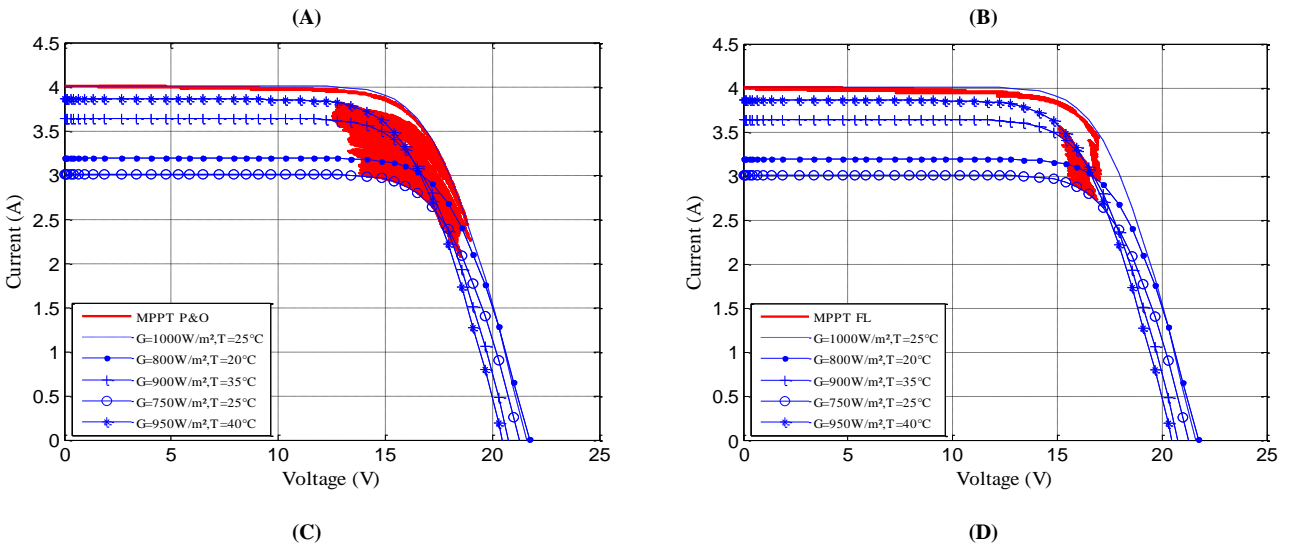 (A)
(B)
4.5
4
3.5
3
2.5
2
1.5
1
0.5
0
Current (A)
MPPT P&O
G=1000W/m²,T=25°C
G=800W/m²,T=20°C
G=900W/m²,T=35°C
G=750W/m²,T=25°C
G=950W/m²,T=40°C
0 5 10 15 20 25
Voltage (V)
4.5
4
3.5
3
2.5
2
1.5
1
0.5
0
Current (A)
MPPT FL
G=1000W/m²,T=25°C
G=800W/m²,T=20°C
G=900W/m²,T=35°C
G=750W/m²,T=25°C
G=950W/m²,T=40°C
0 5 10 15 20 25
Voltage (V)
(C)
(D)